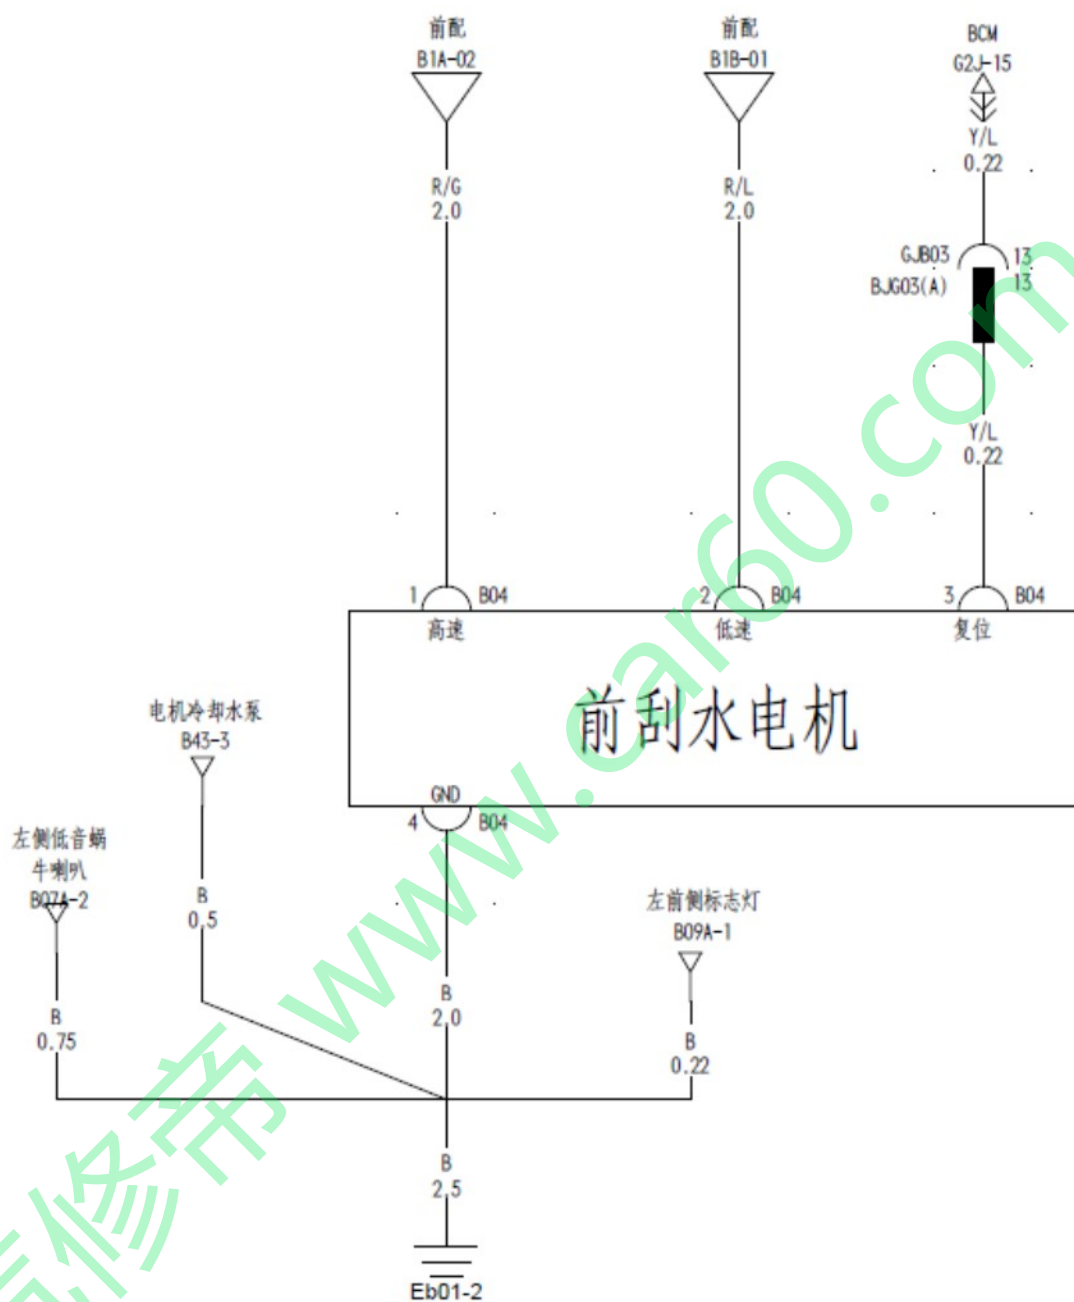 前配
B1A-02
前配
B1B-01
BCM
G2J-15
Y/L
0.22
R/G
2.0
R/L
2.0
GJB03
13
BJG03(A)
13
Y/L
0.22
1
B04
2
B04
3
B04
高速
低速
复位
前刮水电机
GND
4
B04
电机冷却水泵
B43-3
左侧低音蜗
牛喇叭
B07A-2
左前侧标志灯
B09A-1
B
0.5
B
0.75
B
2.0
B
0.22
B
2.5
Eb01-2
修帝 www.car60.com